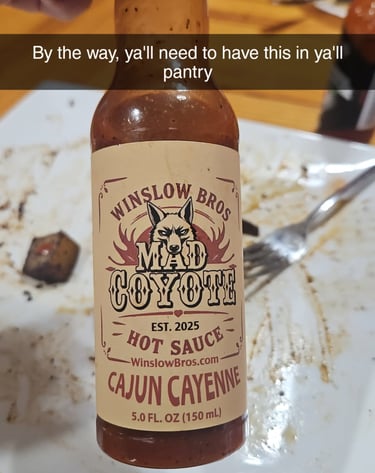 By the way, ya'll need to have this in ya'll
pantry
WINSLOW BROS
MAD
COYOTE
EST. 2025
HOT SAUCE
WinslowBros.com
CAJUN CAYENNE
5.0 FL. OZ (150 mL)